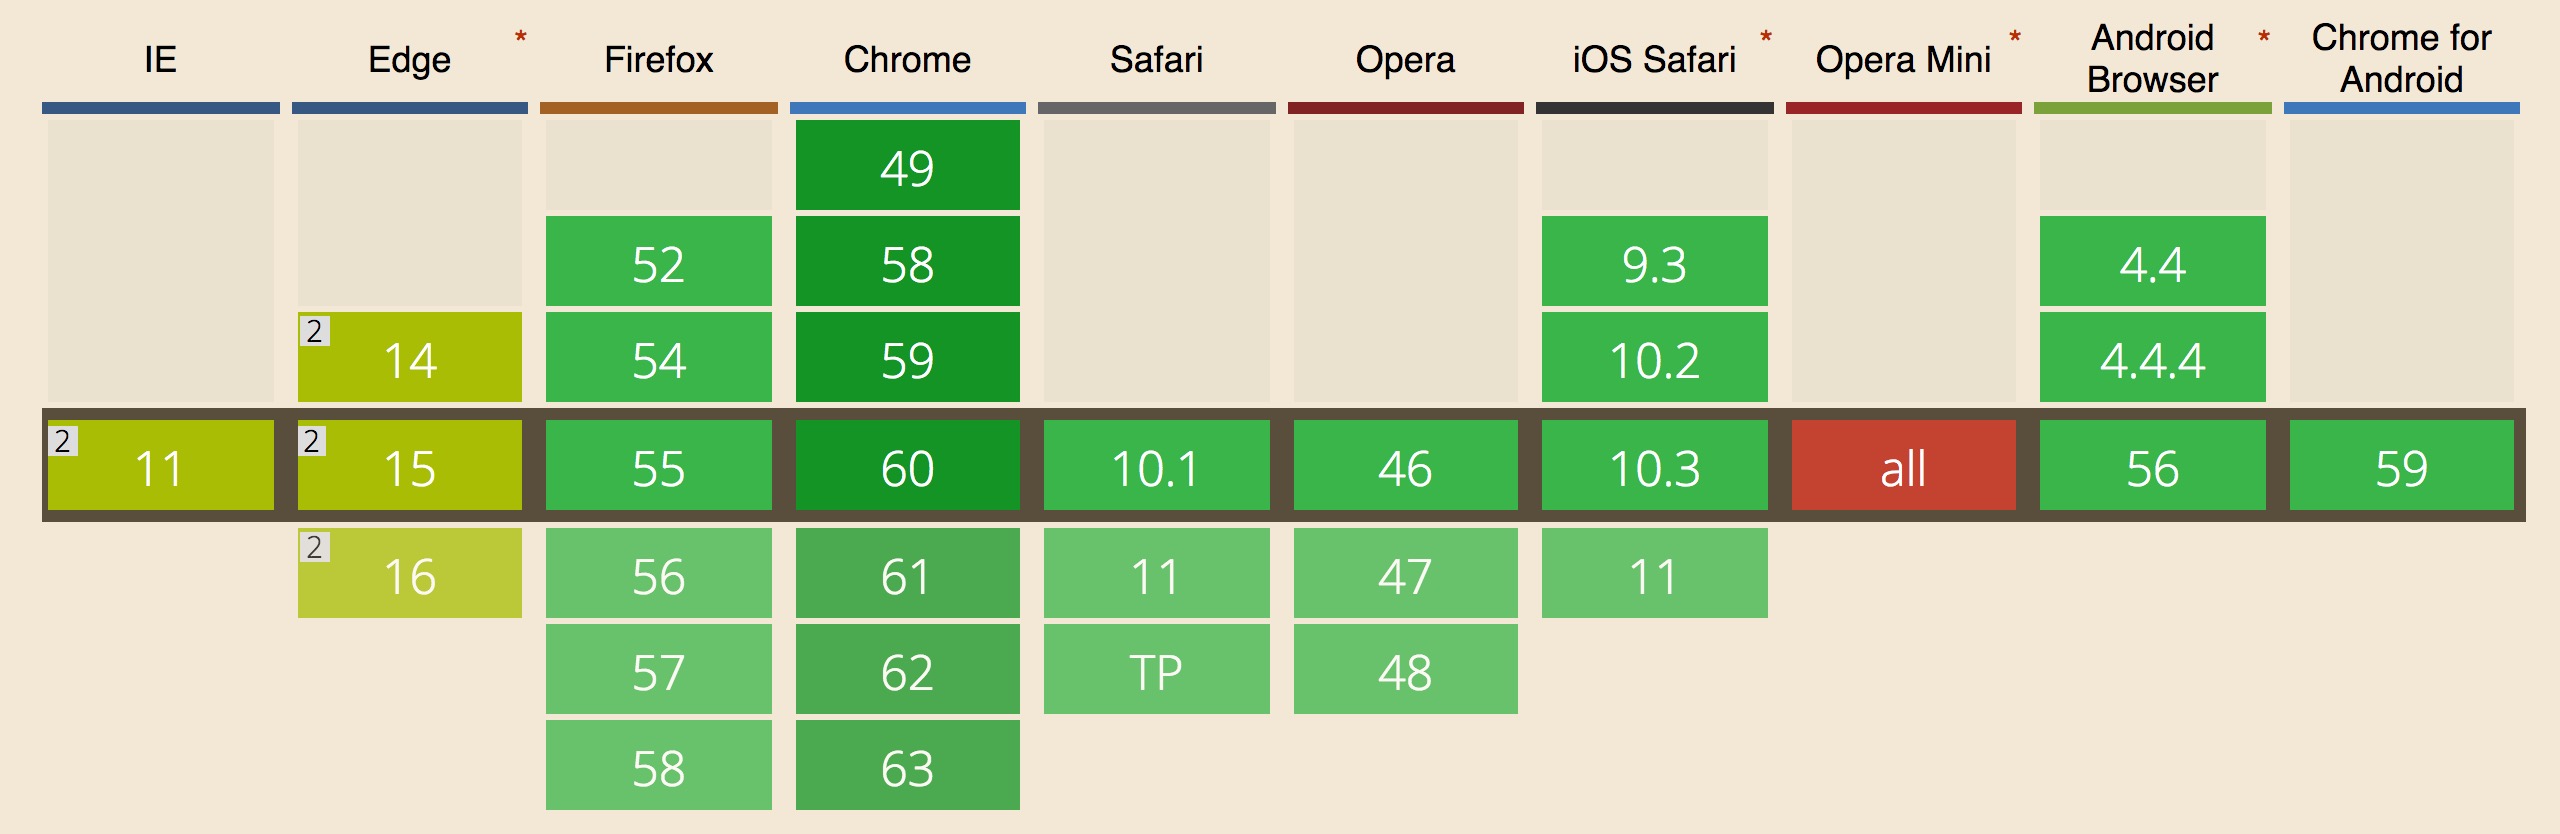 IE Edge * Firefox Chrome Safari Opera iOS Safari * Opera Mini * Android Browser * Chrome for Android
49
52 58 9.3 4.4
2 14 54 59 10.2 4.4.4
2 11 2 15 55 60 10.1 46 10.3 all 56 59
2 16 56 61 11 47 11
57 62 TP 48
58 63